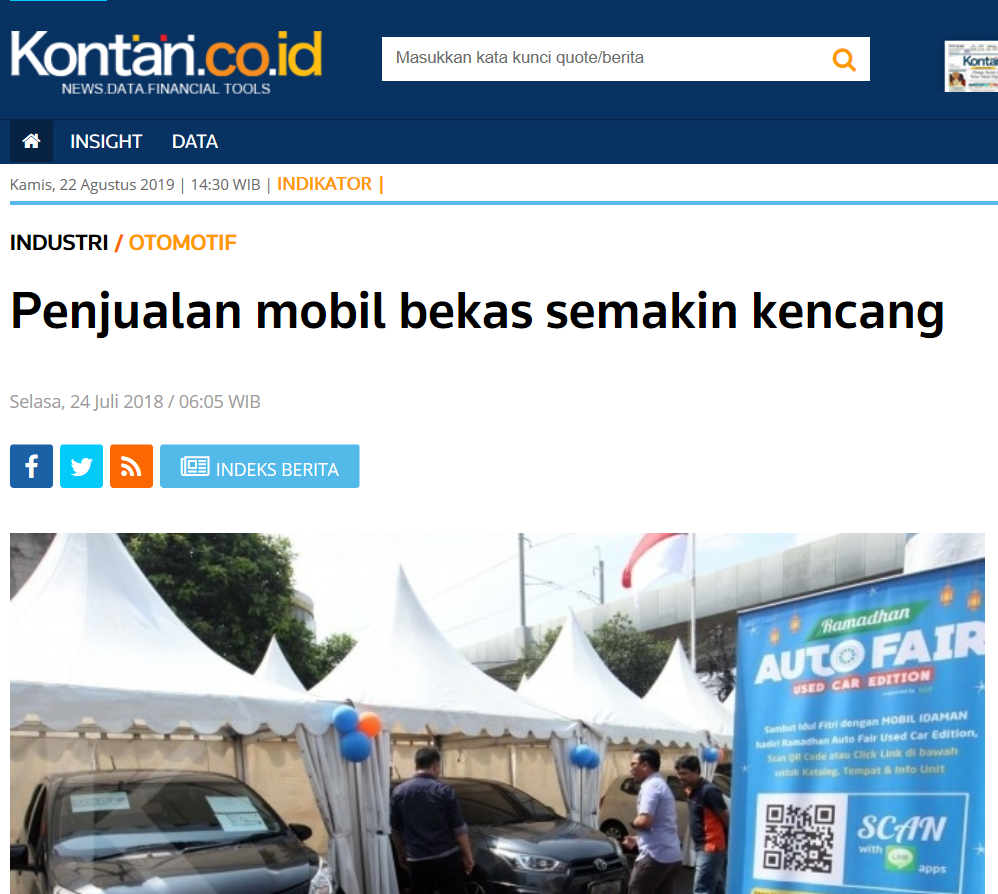 Kontan.co.id
NEWS.DATA.FINANCIAL TOOLS
Masukkan kata kunci quote/berita
INSIGHT DATA
Kamis, 22 Agustus 2019 | 14:30 WIB | INDIKATOR |
INDUSTRI / OTOMOTIF
Penjualan mobil bekas semakin kencang
Selasa, 24 Juli 2018 / 06:05 WIB
INDEKS BERITA
Ramadhan
AUTO FAIR
USED CAR EDITION
Sambut Idul Fitri dengan MOBIL IDAMAN
hadiri Ramadhan Auto Fair Used Car Edition,
Scan QR Code atau Click Link di bawah
untuk Katalog, Tempat & Info Unit
SCAN
with LINE
apps